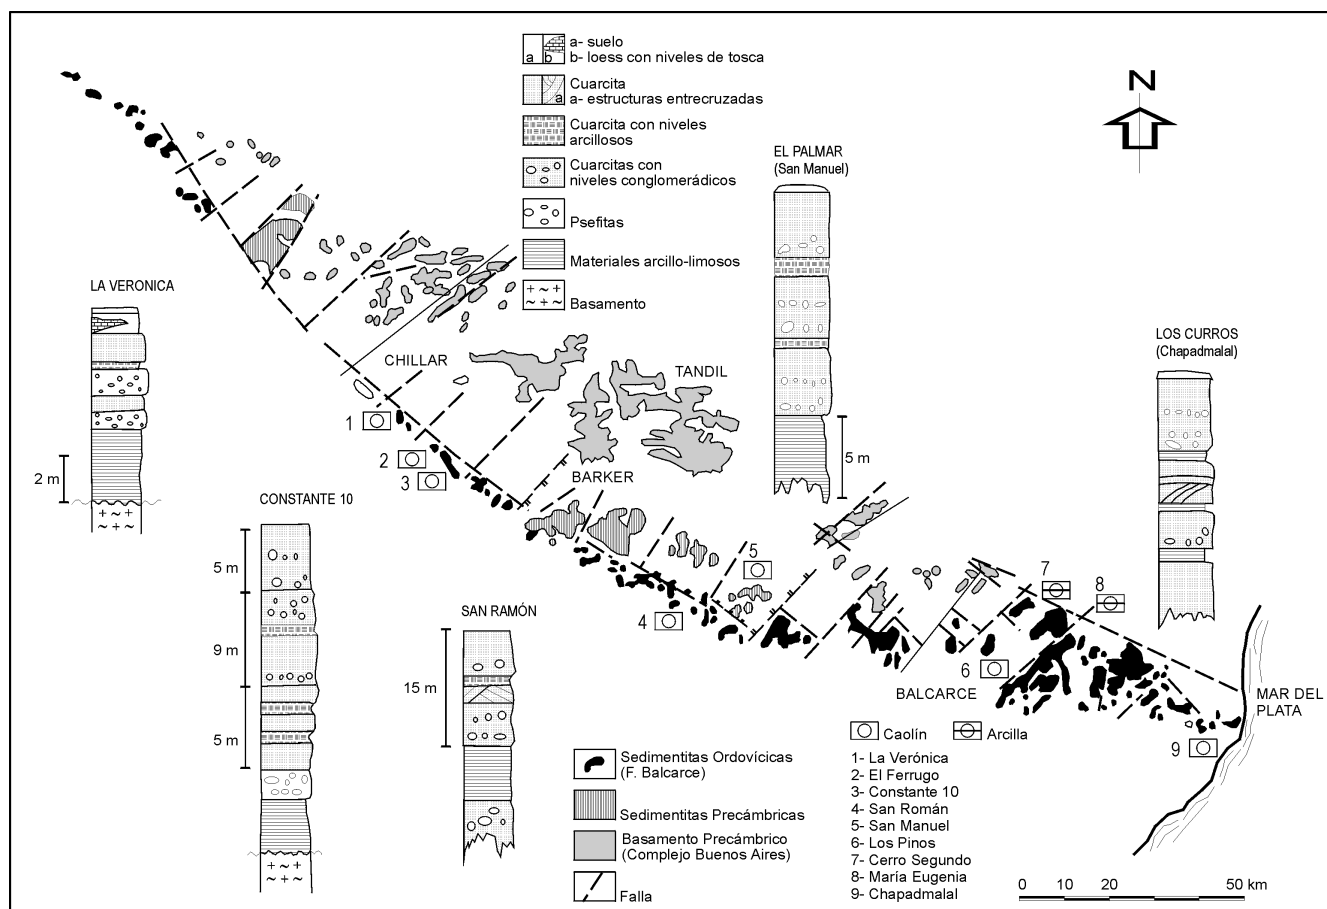 a b
a- suelo
b- loess con niveles de tosca
a
Cuarcita
a- estructuras entrecruzadas
Cuarcita con niveles
arcillosos
Cuarcitas con
niveles conglomerádicos
Psefitas
Materiales arcillo-limosos
Basamento
N
EL PALMAR
(San Manuel)
5 m
LOS CURROS
(Chapadmalal)
LA VERONICA
2 m
CHILLAR
TANDIL
BARKER
1
2
3
4
5
6
7
8
9
CONSTANTE 10
5 m
9 m
5 m
SAN RAMÓN
15 m
BALCARCE
MAR DEL
PLATA
Sedimentitas Ordovícicas
(F. Balcarce)
Sedimentitas Precámbricas
Basamento Precámbrico
(Complejo Buenos Aires)
Falla
Caolín Arcilla
1- La Verónica
2- El Ferrugo
3- Constante 10
4- San Román
5- San Manuel
6- Los Pinos
7- Cerro Segundo
8- María Eugenia
9- Chapadmalal
0 10 20 50 km